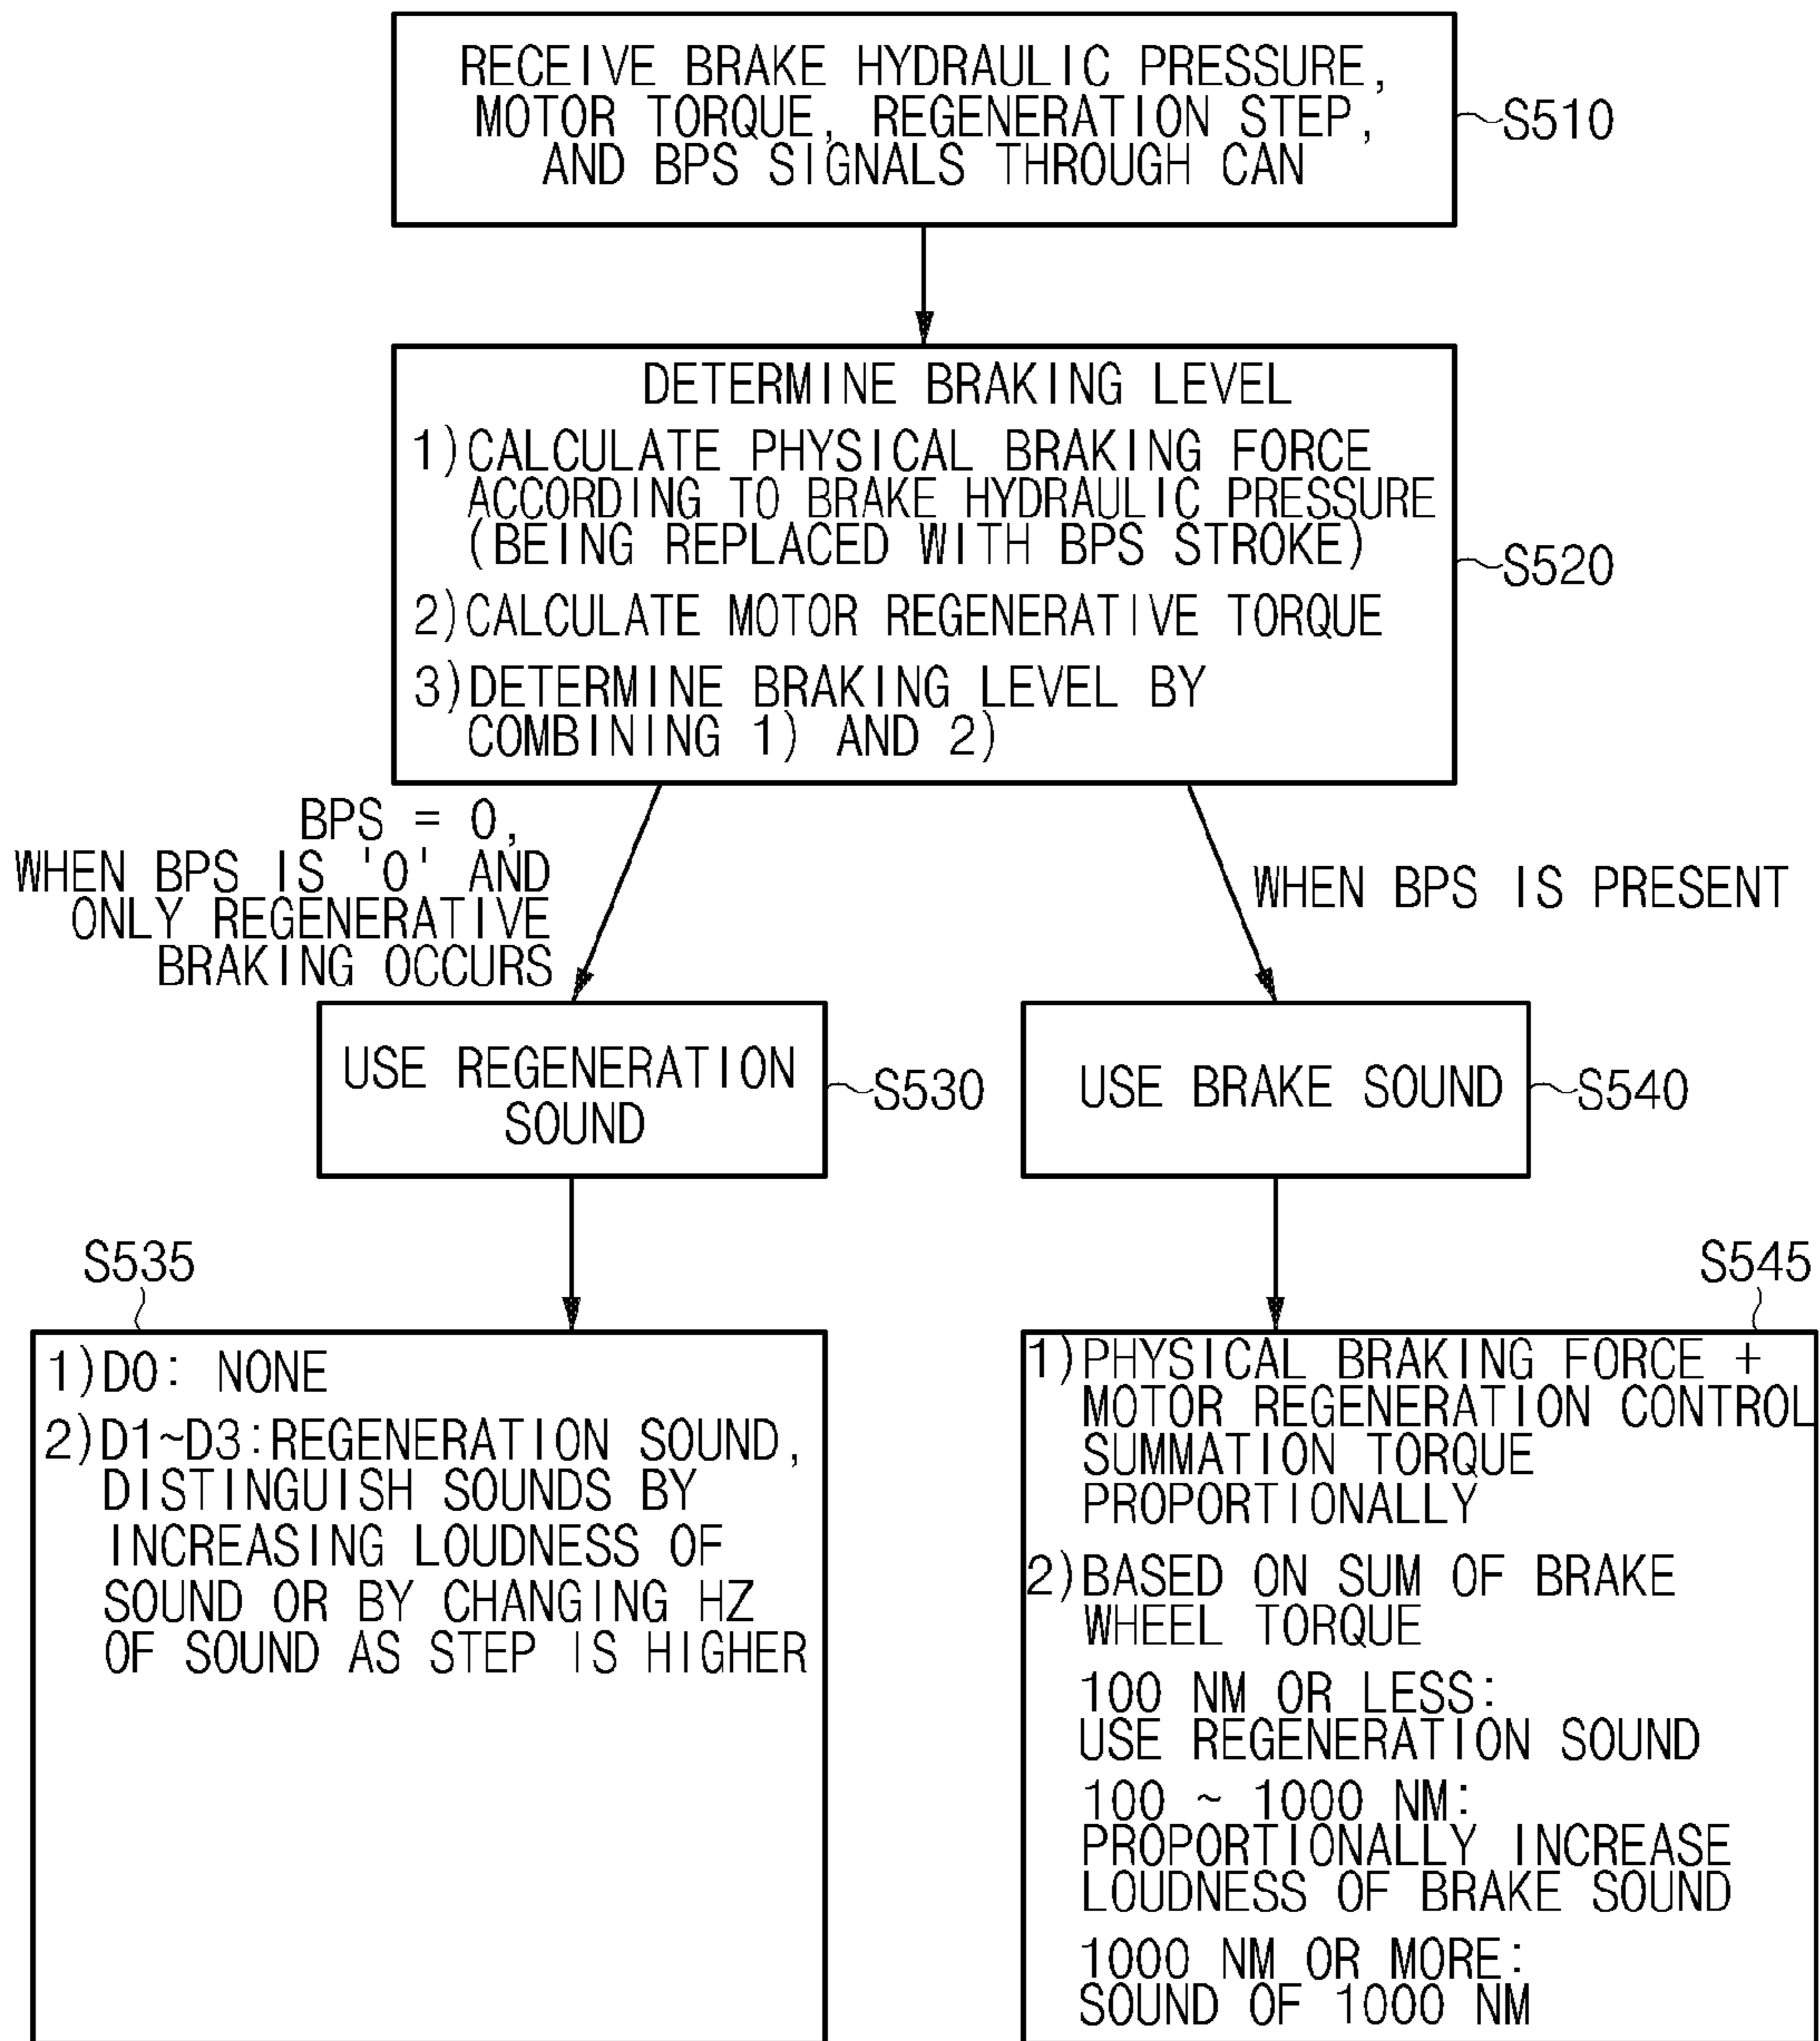 RECEIVE BRAKE HYDRAULIC PRESSURE,
MOTOR TORQUE, REGENERATION STEP,
AND BPS SIGNALS THROUGH CAN
S510
DETERMINE BRAKING LEVEL
1)CALCULATE PHYSICAL BRAKING FORCE
ACCORDING TO BRAKE HYDRAULIC PRESSURE
(BEING REPLACED WITH BPS STROKE)
2)CALCULATE MOTOR REGENERATIVE TORQUE
3)DETERMINE BRAKING LEVEL BY
COMBINING 1) AND 2)
S520
BPS = 0,
WHEN BPS IS '0' AND
ONLY REGENERATIVE
BRAKING OCCURS
WHEN BPS IS PRESENT
USE REGENERATION
SOUND
S530
USE BRAKE SOUND
S540
S535
1)D0: NONE
2)D1~D3:REGENERATION SOUND,
DISTINGUISH SOUNDS BY
INCREASING LOUDNESS OF
SOUND OR BY CHANGING HZ
OF SOUND AS STEP IS HIGHER
S545
1)PHYSICAL BRAKING FORCE +
MOTOR REGENERATION CONTROL
SUMMATION TORQUE
PROPORTIONALLY
2)BASED ON SUM OF BRAKE
WHEEL TORQUE
100 NM OR LESS:
USE REGENERATION SOUND
100 ~ 1000 NM:
PROPORTIONALLY INCREASE
LOUDNESS OF BRAKE SOUND
1000 NM OR MORE:
SOUND OF 1000 NM